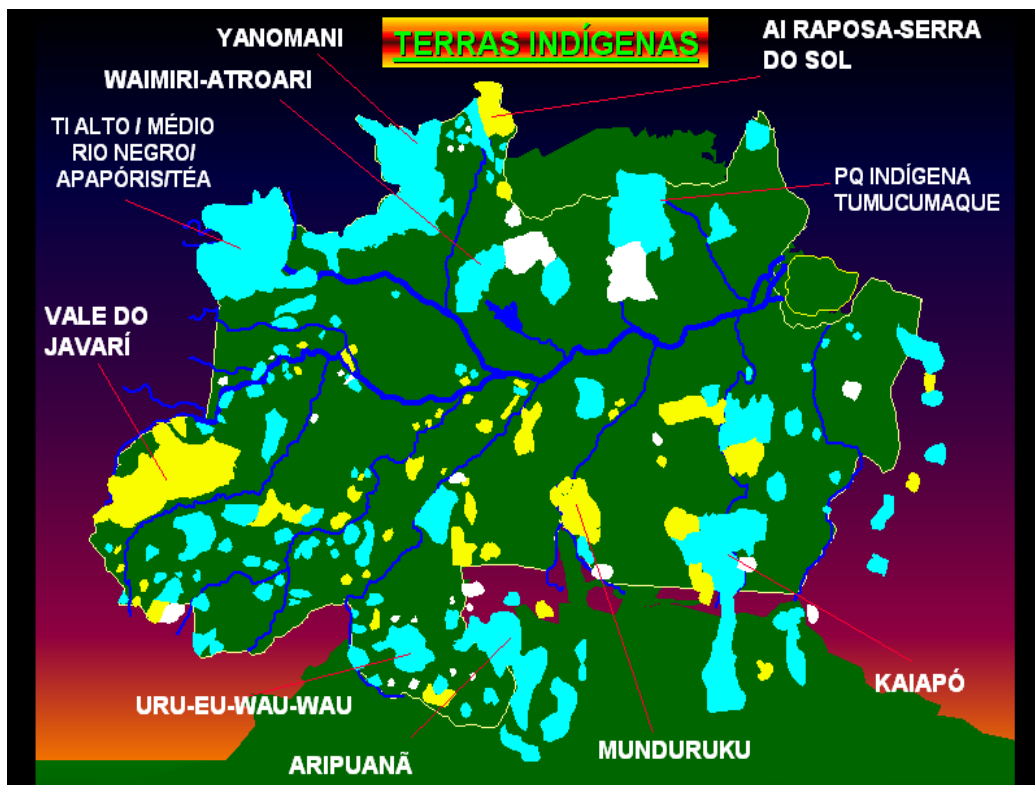 TERRAS INDÍGENAS
YANOMANI
WAIMIRI-ATROARI
TI ALTO / MÉDIO
RIO NEGRO/
APAPÓRIS/TÉA
VALE DO
JAVARÍ
AI RAPOSA-SERRA
DO SOL
PQ INDÍGENA
TUMUCUMAQUE
URU-EU-WAU-WAU
ARIPUANÃ
MUNDURUKU
KAIAPÓ